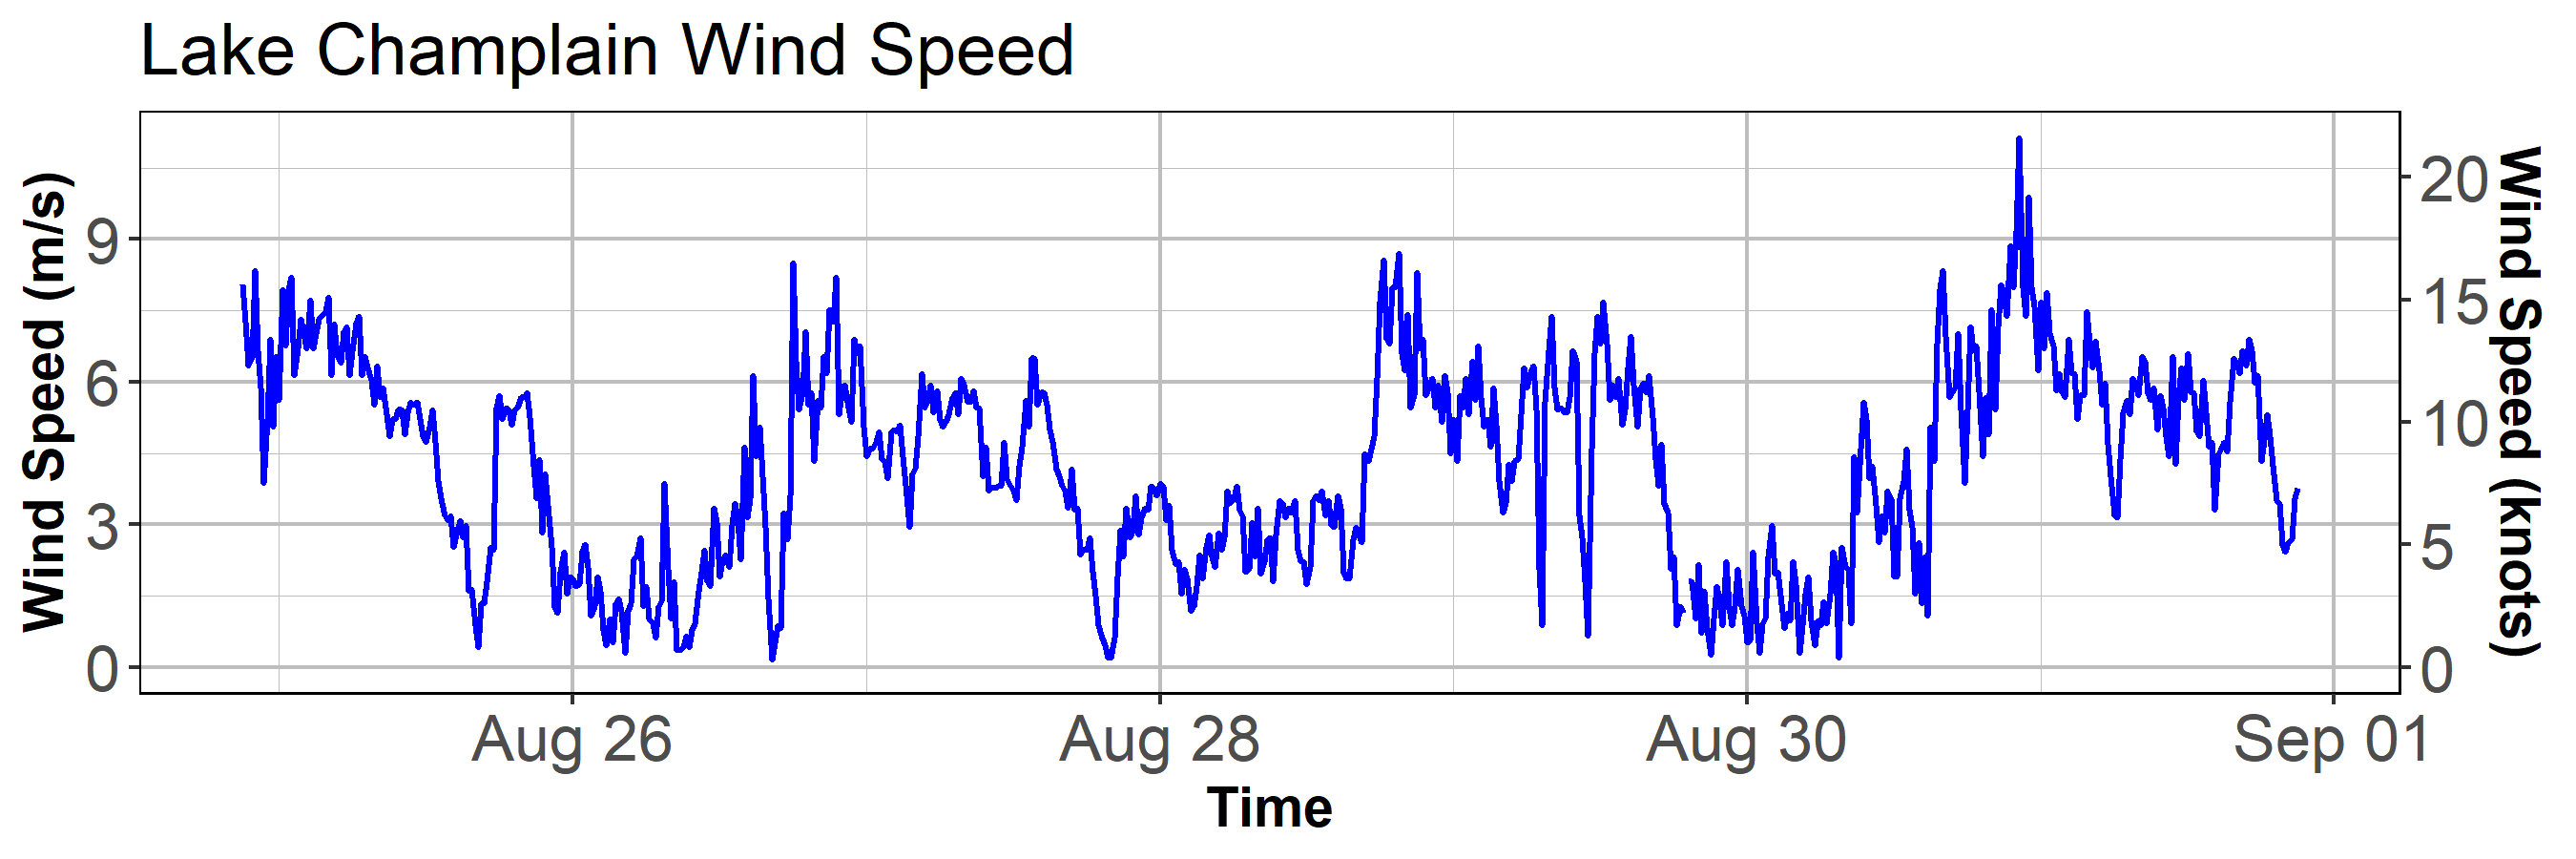 Lake Champlain Wind Speed
Wind Speed (m/s)
9
6
3
0
20
15
10
5
0
Wind Speed (knots)
Aug 26
Aug 28
Aug 30
Sep 01
Time